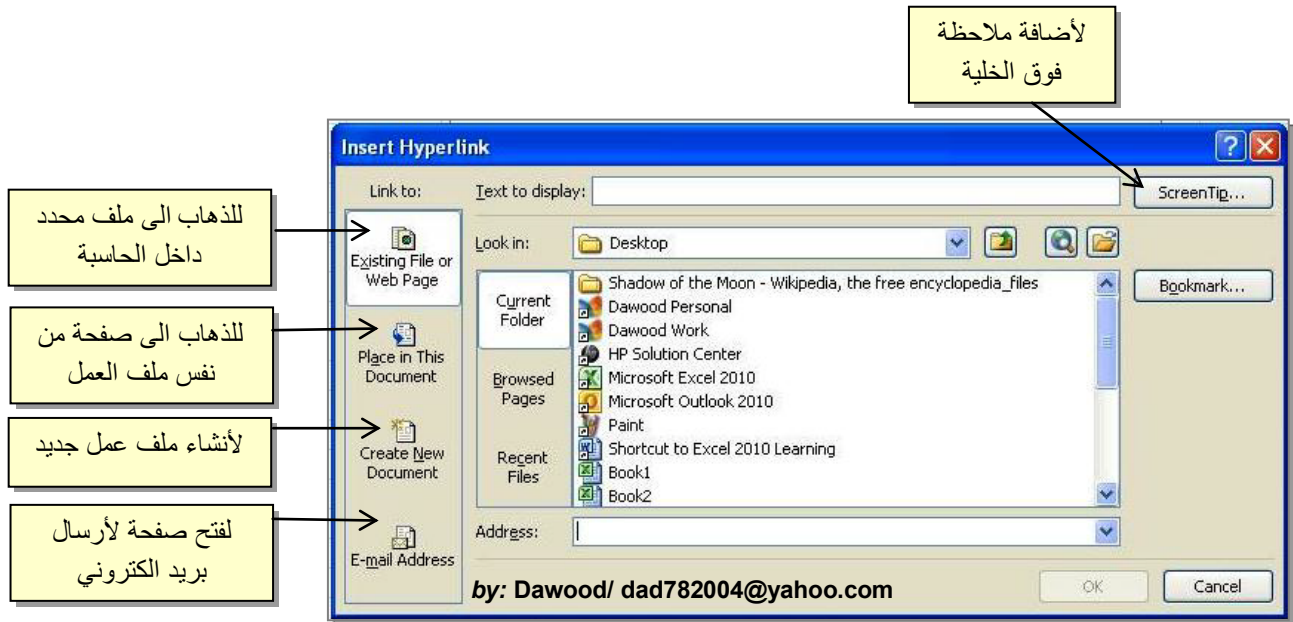 لأضافة ملاحظة
فوق الخلية
Insert Hyperlink
Link to:
Text to display:
ScreenTip...
للذهاب الى ملف محدد
داخل الحاسبة
Existing File or
Web Page
Look in:
Desktop
Current
Folder
Shadow of the Moon - Wikipedia, the free encyclopedia_files
Dawood Personal
Dawood Work
HP Solution Center
Microsoft Excel 2010
Microsoft Outlook 2010
Paint
Shortcut to Excel 2010 Learning
Book1
Book2
Bookmark...
للذهاب الى صفحة من
نفس ملف العمل
Place in This
Document
Browsed
Pages
لأنشاء ملف عمل جديد
Create New
Document
Recent
Files
لفتح صفحة لأرسال
بريد الكتروني
E-mail Address
Address:
by: Dawood/ dad782004@yahoo.com
OK
Cancel